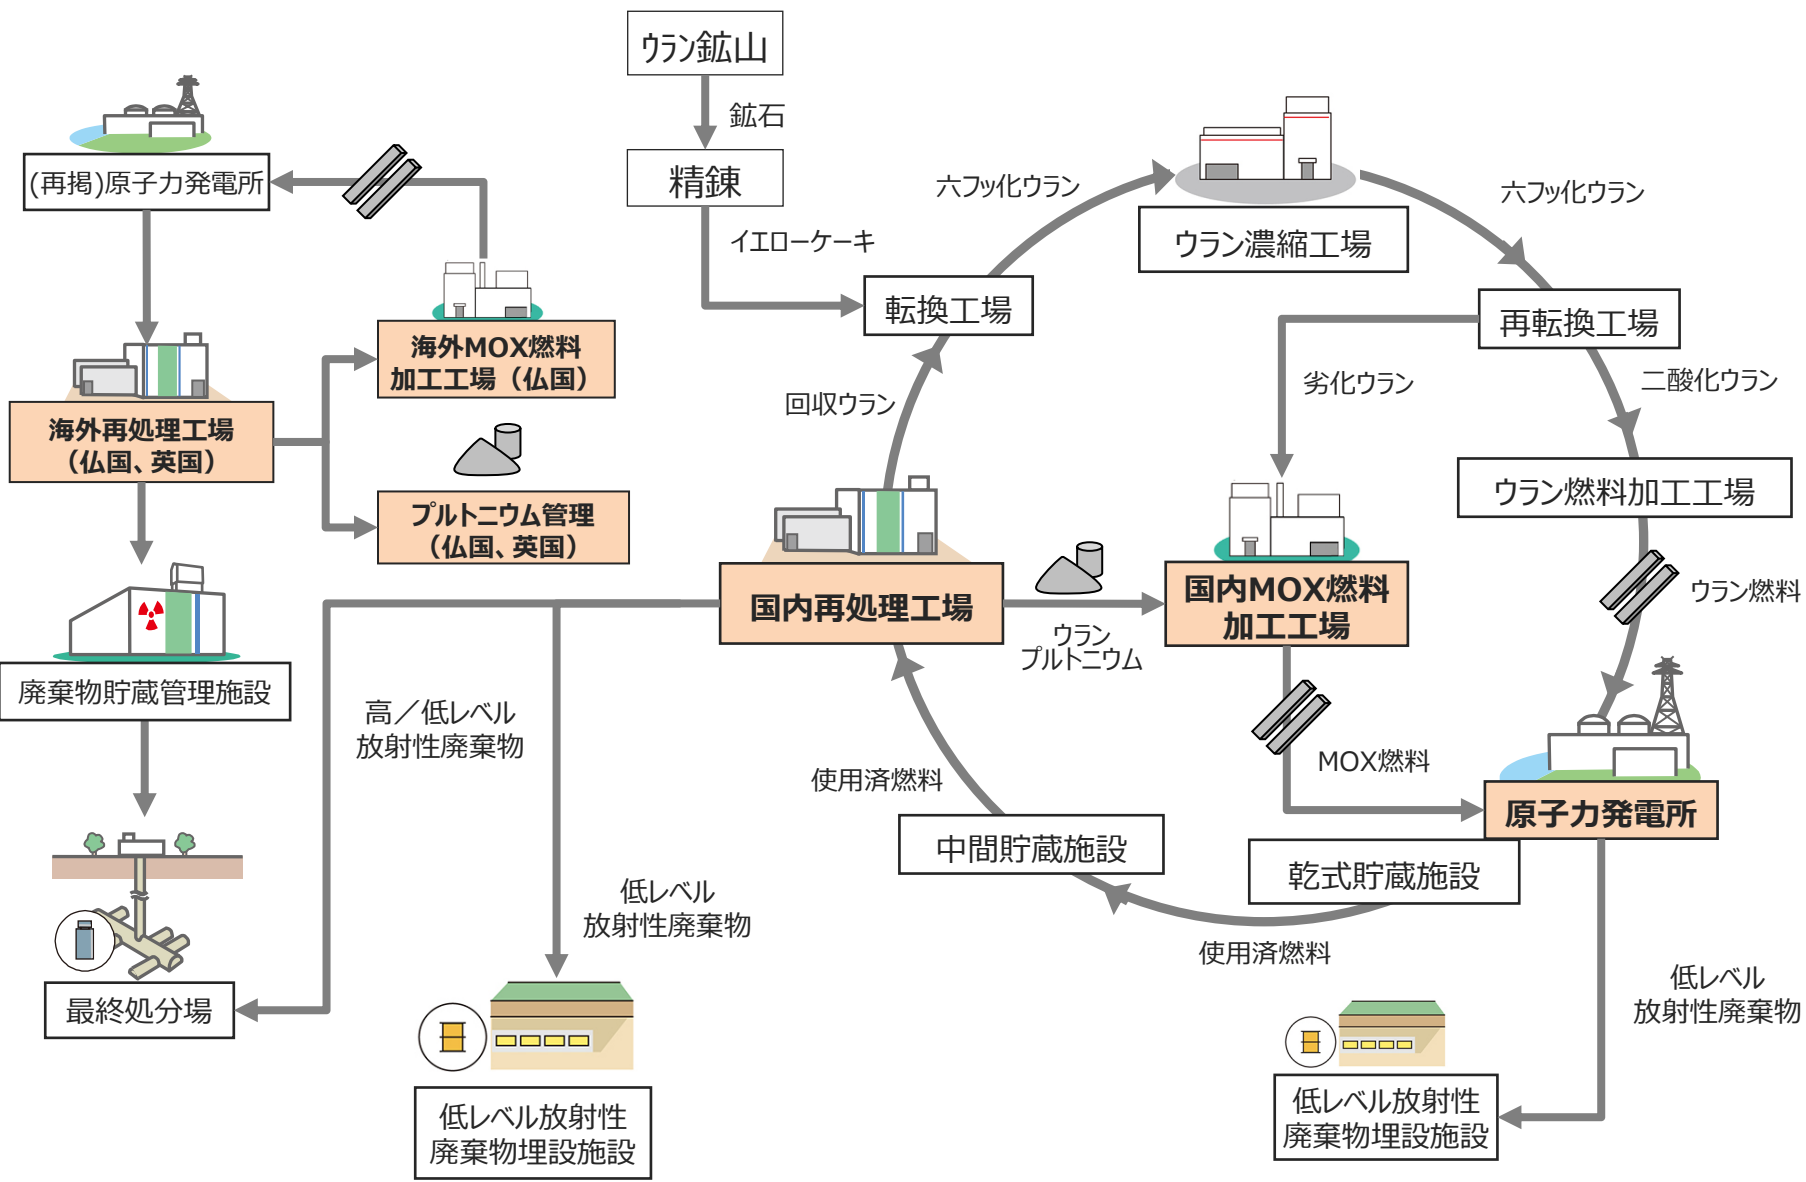 ウラン鉱山
鉱石
精錬
イエローケーキ
転換工場
六フッ化ウラン
ウラン濃縮工場
六フッ化ウラン
再転換工場
劣化ウラン
二酸化ウラン
ウラン燃料加工工場
ウラン燃料
回収ウラン
国内再処理工場
ウラン
プルトニウム
国内MOX燃料
加工工場
MOX燃料
原子力発電所
乾式貯蔵施設
使用済燃料
中間貯蔵施設
使用済燃料
低レベル
放射性廃棄物
低レベル放射性
廃棄物埋設施設
(再掲)原子力発電所
海外MOX燃料
加工工場（仏国）
海外再処理工場
（仏国、英国）
プルトニウム管理
（仏国、英国）
廃棄物貯蔵管理施設
高／低レベル
放射性廃棄物
最終処分場
低レベル
放射性廃棄物
低レベル放射性
廃棄物埋設施設